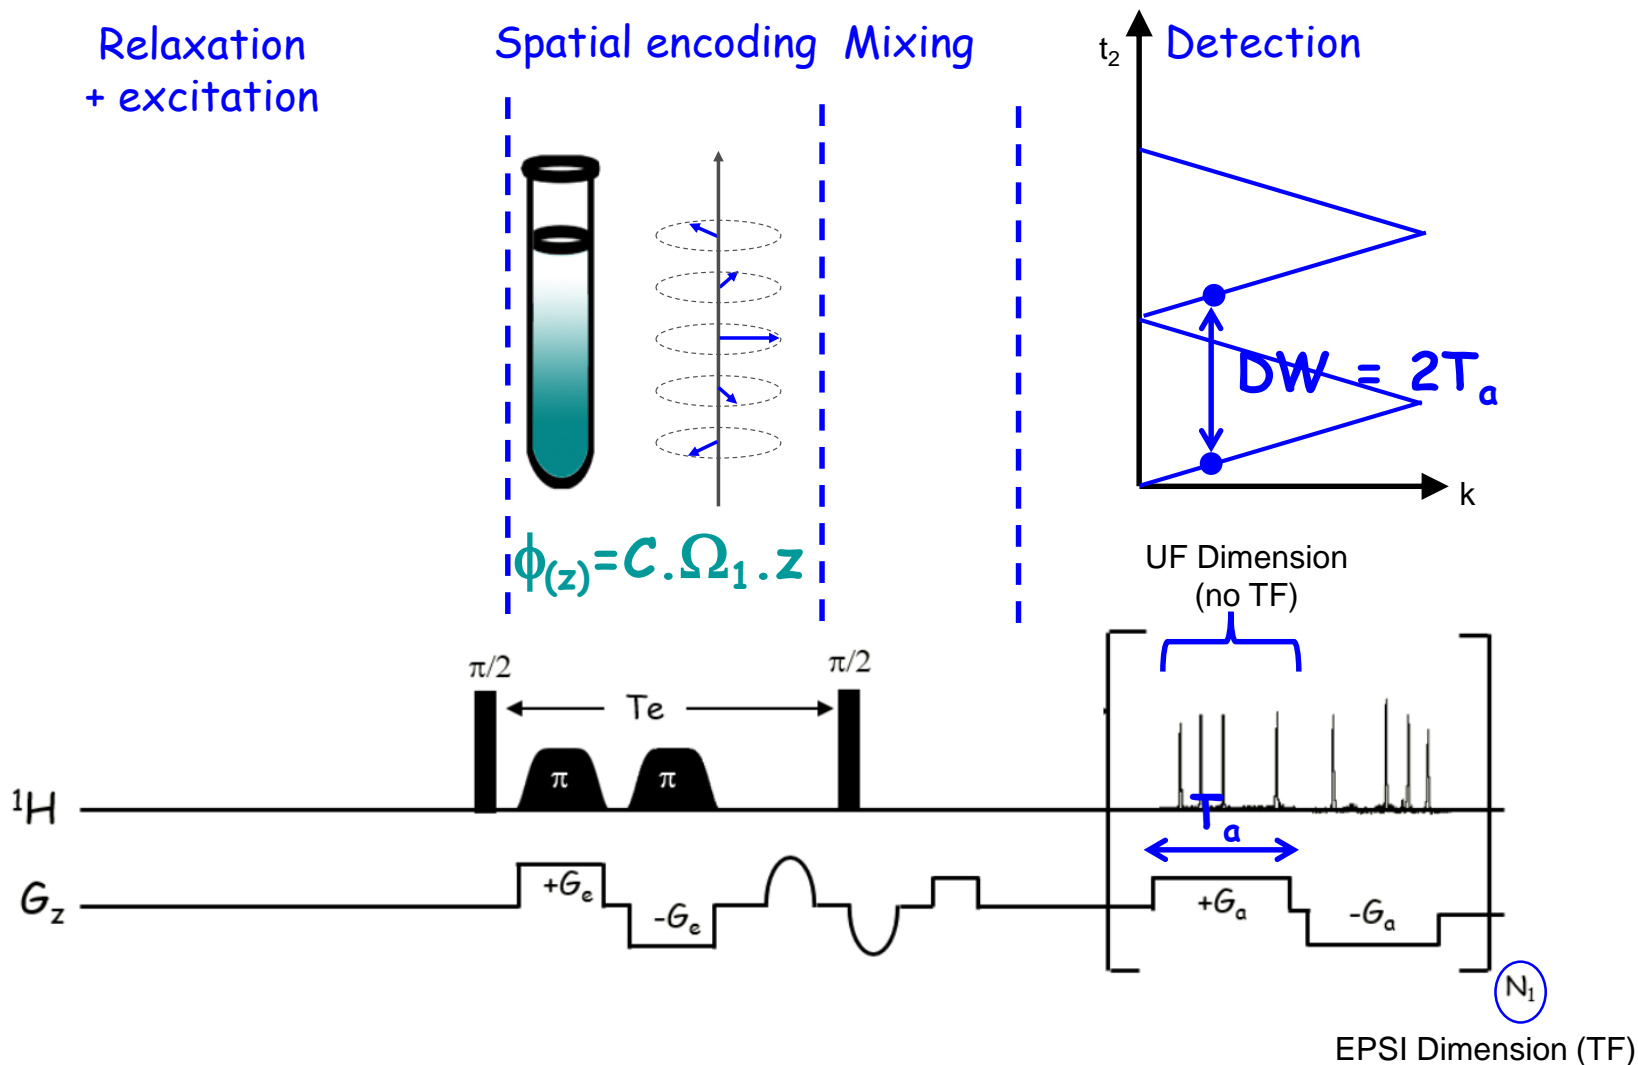 Relaxation
+ excitation
Spatial encoding
Mixing
Detection
t₂
DW = 2Tₐ
k
ϕ(z)=C.Ω₁.z
UF Dimension
(no TF)
π/2
π/2
Te
π
π
¹H
Tₐ
G_z
+Gₑ
-Gₑ
+Gₐ
-Gₐ
N₁
EPSI Dimension (TF)